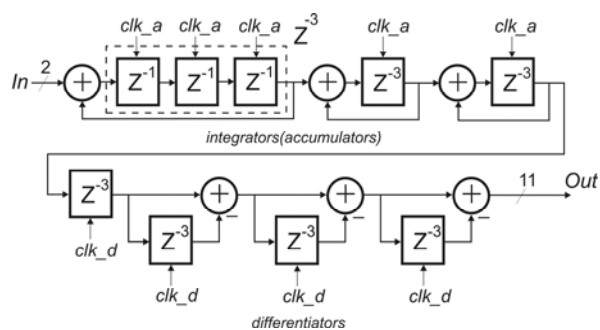 clk_a clk_a clk_a Z-3 clk_a clk_a
In 2 + Z-1 Z-1 Z-1 + Z-3 + Z-3
integrators(accumulators)
Z-3 + + + 11 Out
clk_d Z-3 − Z-3 − Z-3 −
clk_d clk_d clk_d
differentiators